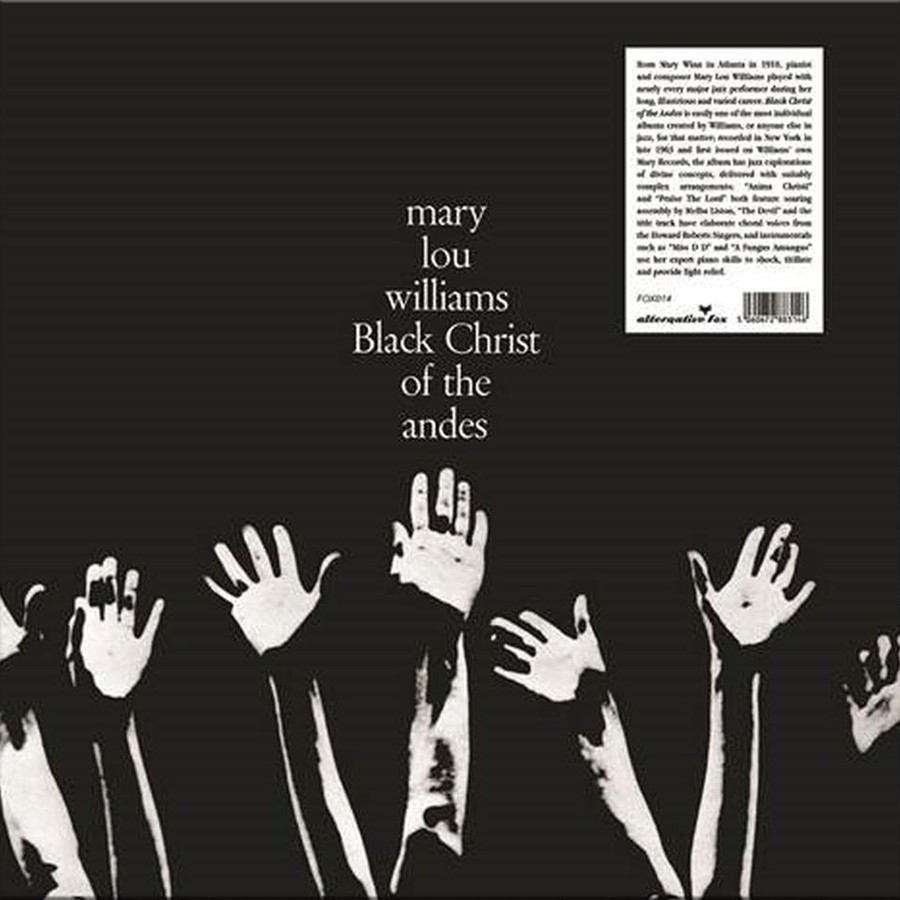 mary
lou
williams
Black Christ
of the
andes
Born Mary Winn in Atlanta in 1910, pianist
and composer Mary Lou Williams played with
nearly every major jazz performer during her
long, illustrious and varied career. Black Christ
of the Andes is easily one of the most individual
albums created by Williams, or anyone else in
jazz, for that matter; recorded in New York in
late 1963 and first issued on Williams' own
Mary Records, the album has jazz explorations
of divine concepts, delivered with suitably
complex arrangements; "Anima Christi"
and "Praise The Lord" both feature soaring
assembly by Melba Liston, "The Devil" and the
title track have elaborate choral voices from
the Howard Roberts Singers, and instrumentals
such as "Miss D D" and "A Fungus Amungus"
use her expert piano skills to shock, titillate
and provide light relief.
FOX014
alternative fox